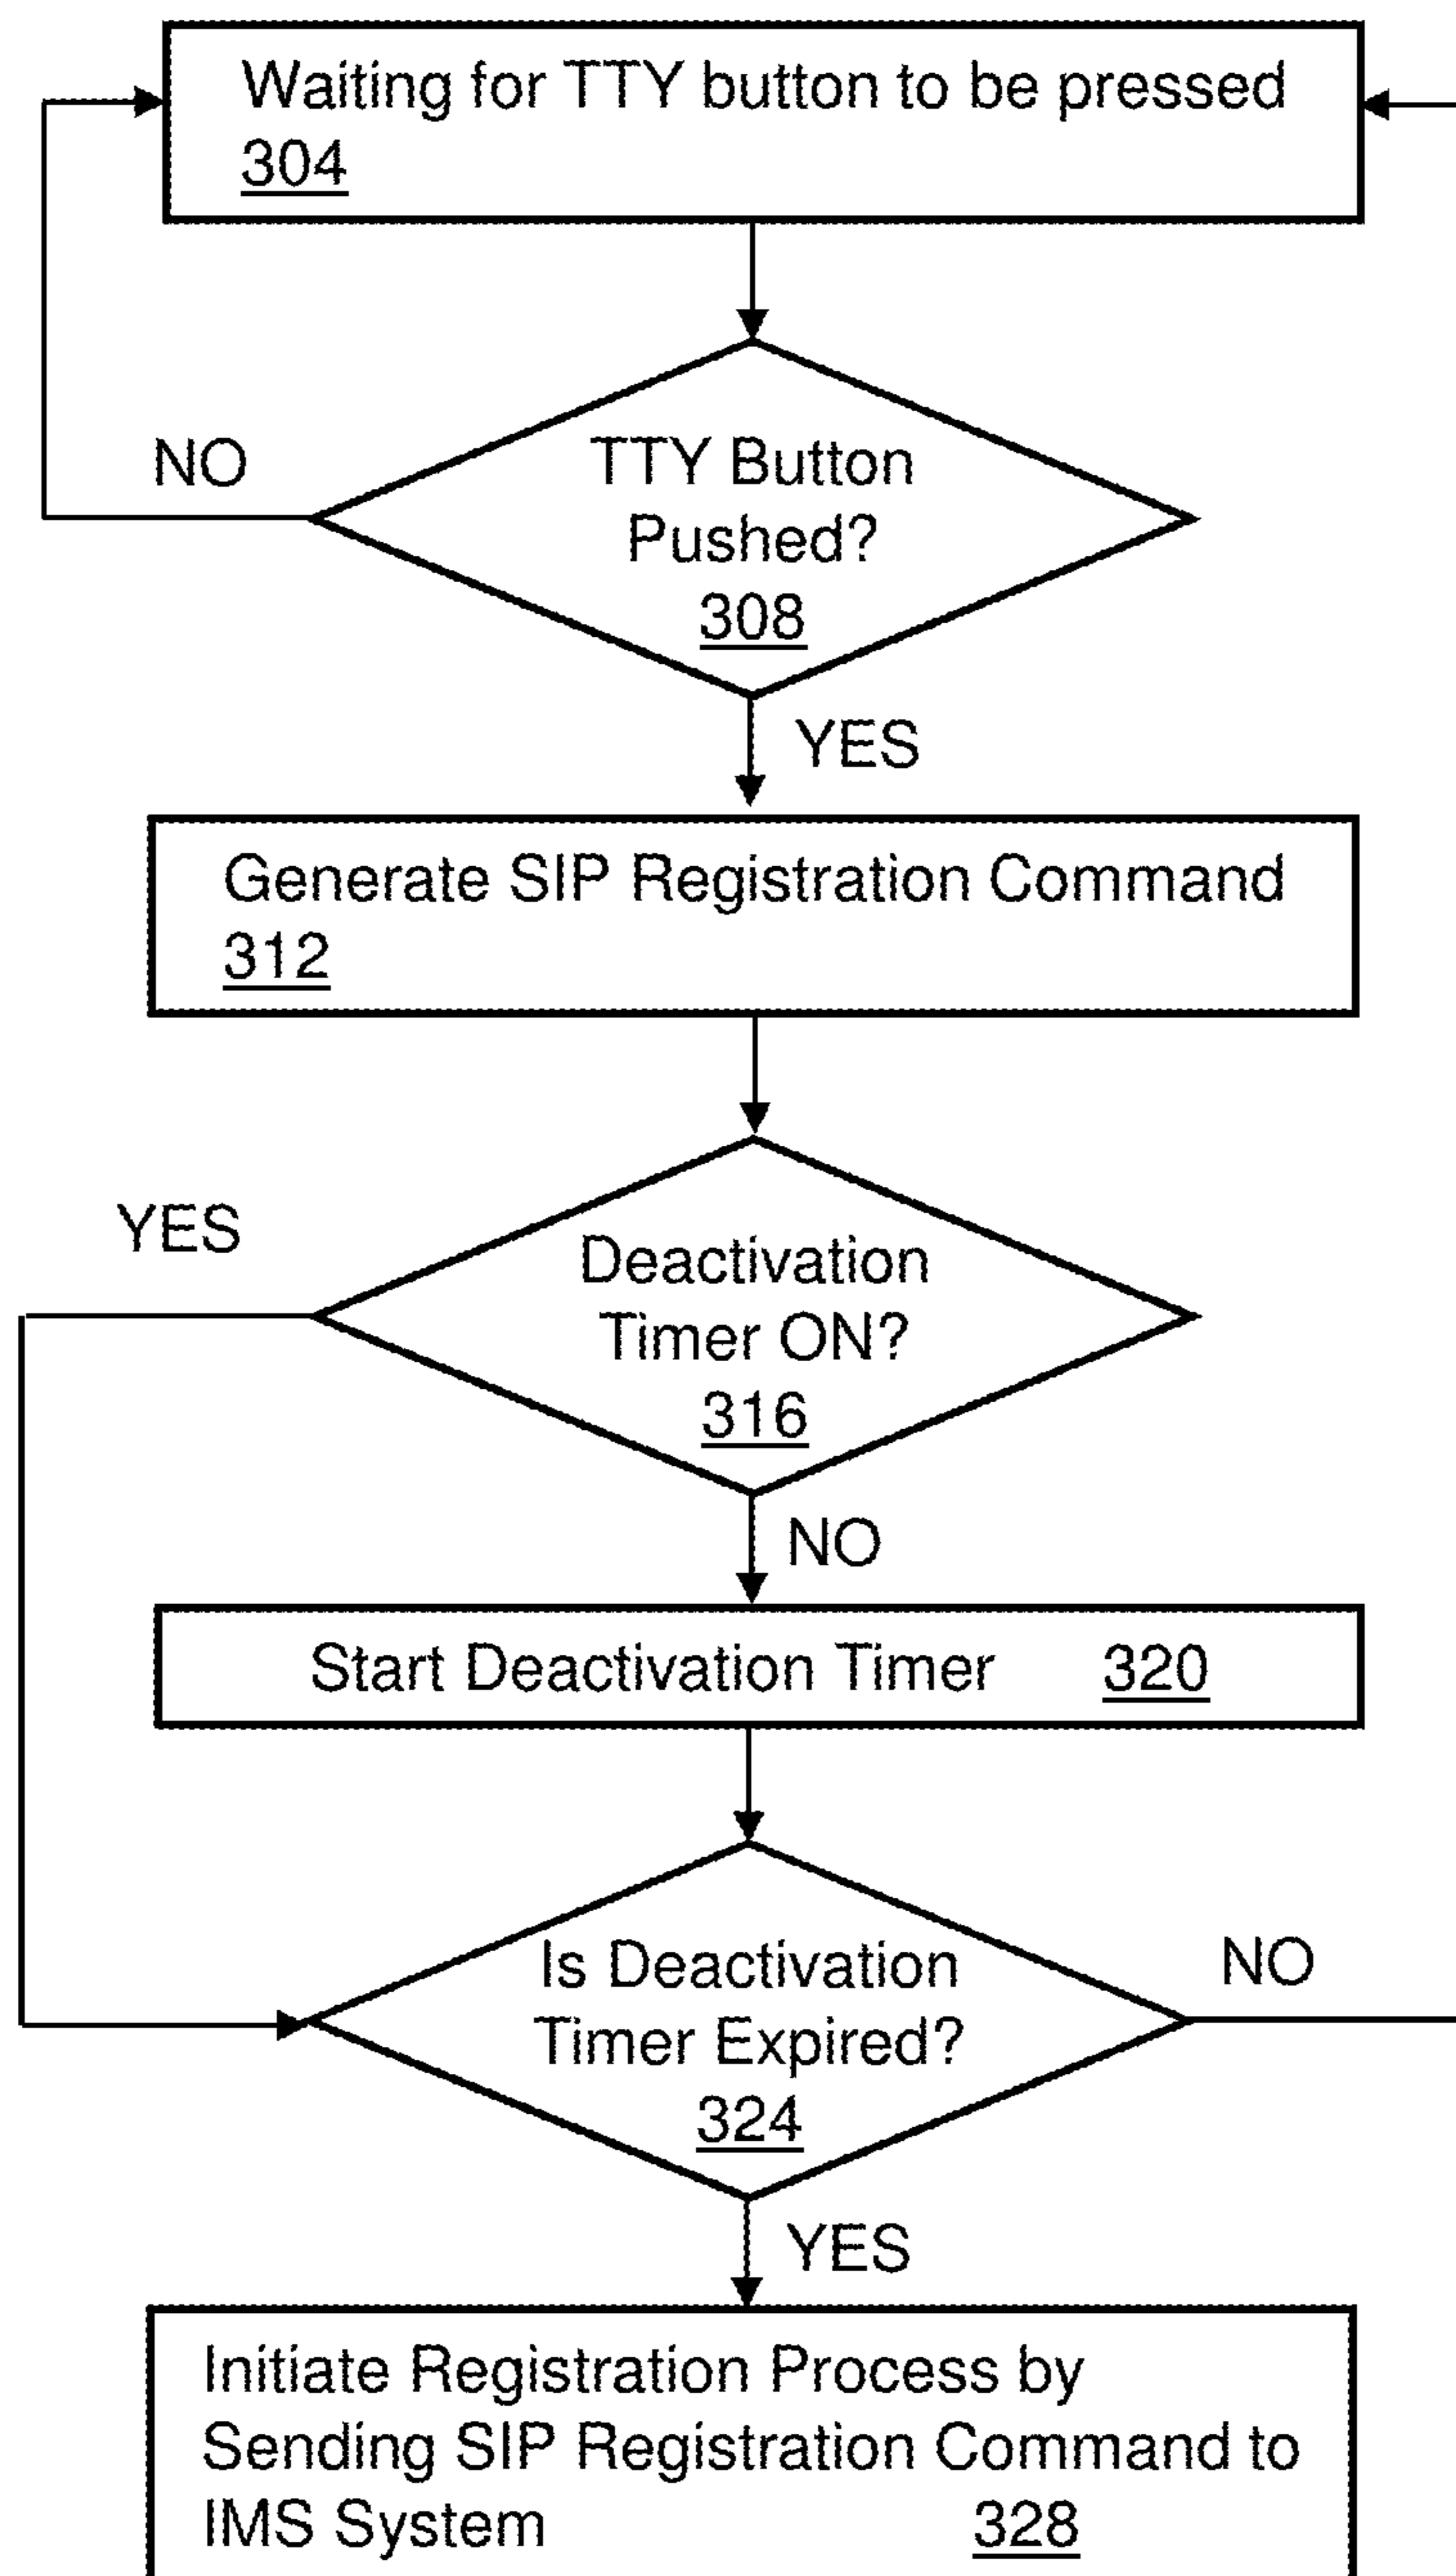 Waiting for TTY button to be pressed
304
NO
TTY Button
Pushed?
308
YES
Generate SIP Registration Command
312
YES
Deactivation
Timer ON?
316
NO
Start Deactivation Timer 320
Is Deactivation
Timer Expired?
324
NO
YES
Initiate Registration Process by
Sending SIP Registration Command to
IMS System 328